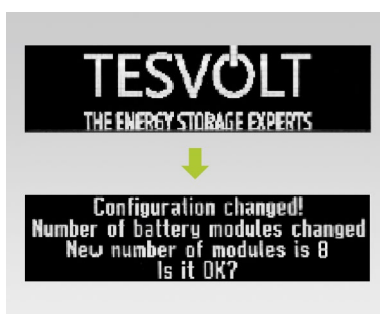 TESVOLT
THE ENERGY STORAGE EXPERTS
Configuration changed!
Number of battery modules changed
New number of modules is 8
Is it OK?